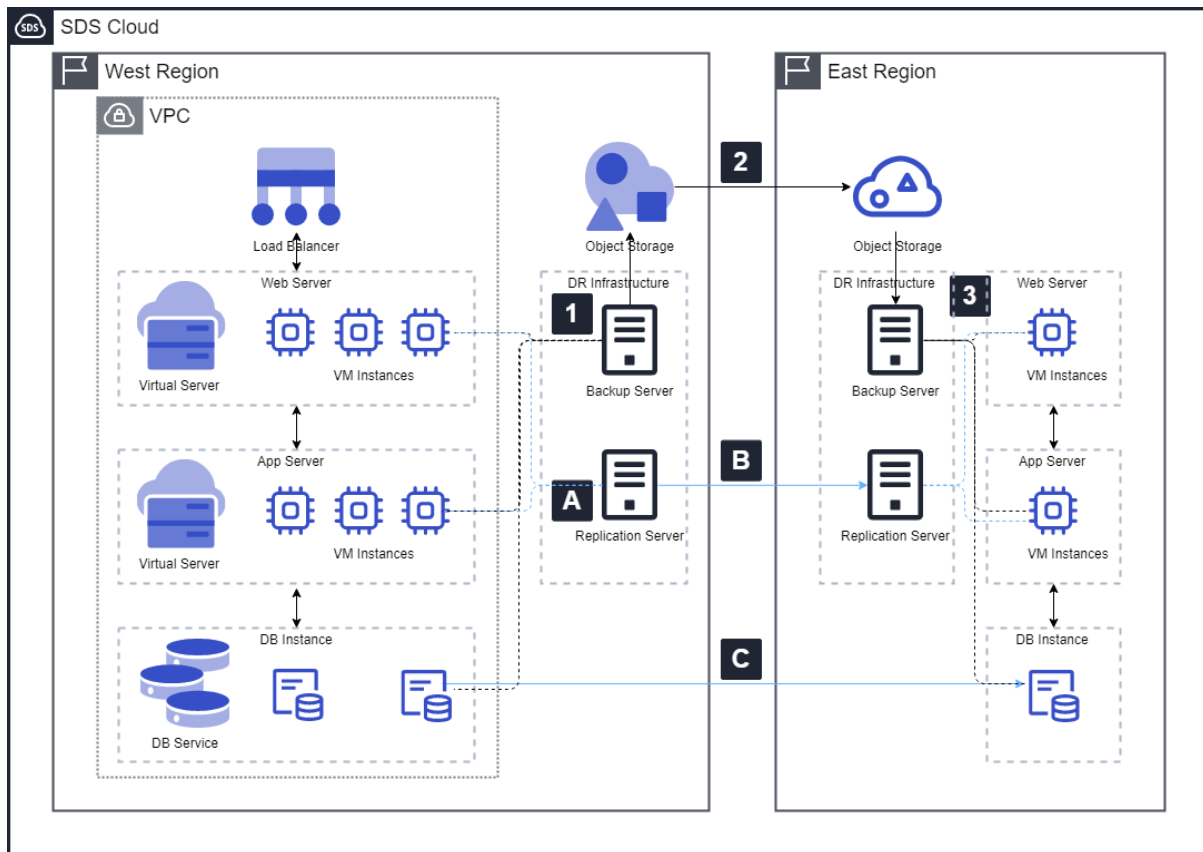 SDS
SDS Cloud
West Region
East Region
VPC
2
Load Balancer
Object Storage
Object Storage
Web Server
DR Infrastructure
DR Infrastructure
3
Web Server
1
Virtual Server
VM Instances
Backup Server
Backup Server
VM Instances
App Server
B
App Server
A
Virtual Server
VM Instances
Replication Server
Replication Server
VM Instances
DB Instance
C
DB Instance
DB Service